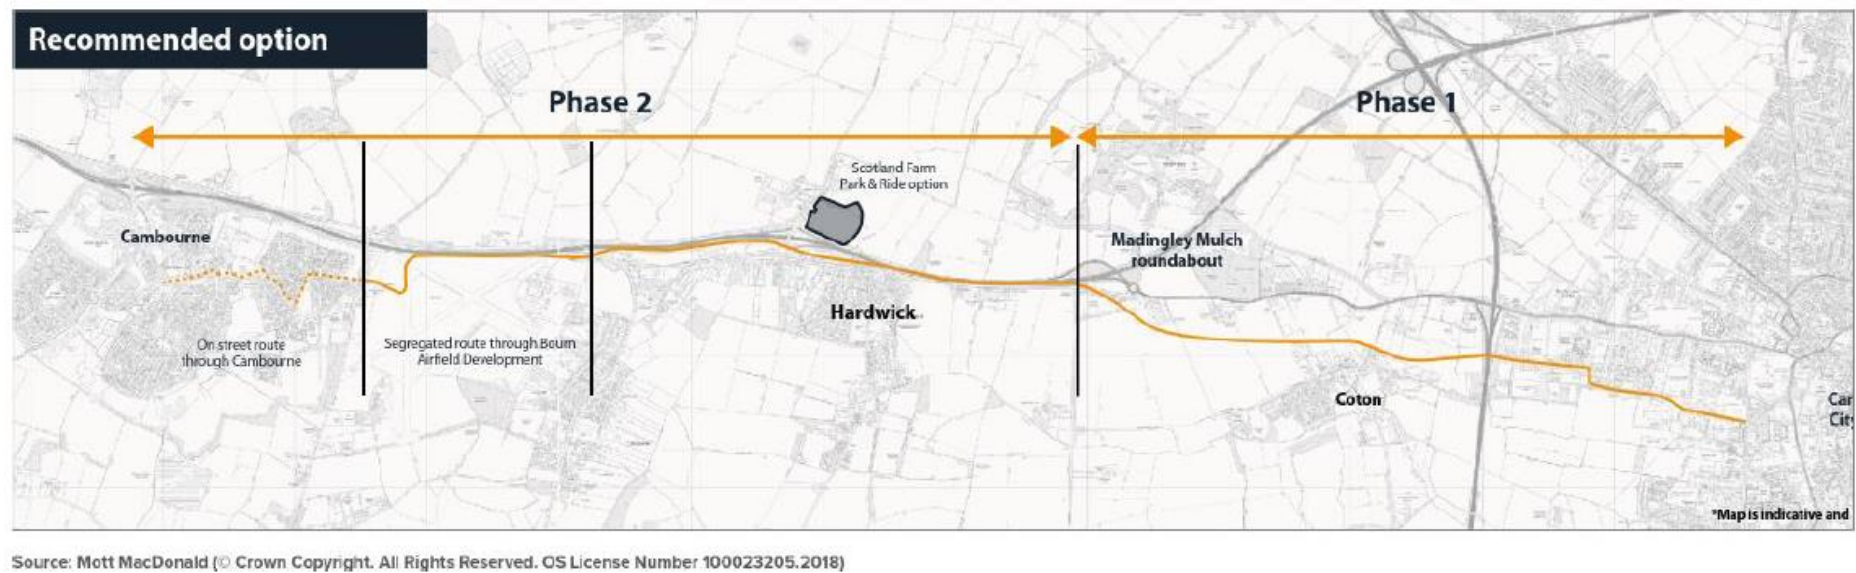 Recommended option
Phase 2
Phase 1
Scotland Farm
Park & Ride option
Cambourne
Madingley Mulch
roundabout
Hardwick
On street route
through Cambourne
Segregated route through Bourn
Airfield Development
Coton
Car
City
*Map is indicative and
Source: Mott MacDonald (© Crown Copyright. All Rights Reserved. OS License Number 100023205.2018)